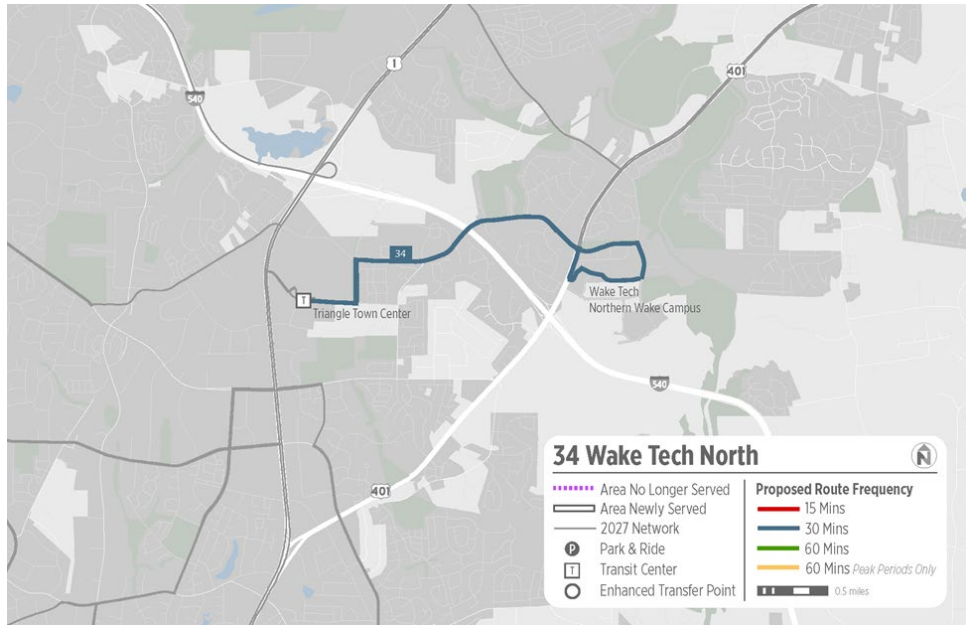 1
540
401
34
T
Triangle Town Center
Wake Tech
Northern Wake Campus
540
401
34 Wake Tech North
N
Area No Longer Served
Area Newly Served
2027 Network
P
Park & Ride
T
Transit Center
Enhanced Transfer Point
Proposed Route Frequency
15 Mins
30 Mins
60 Mins
60 Mins Peak Periods Only
0.5 miles